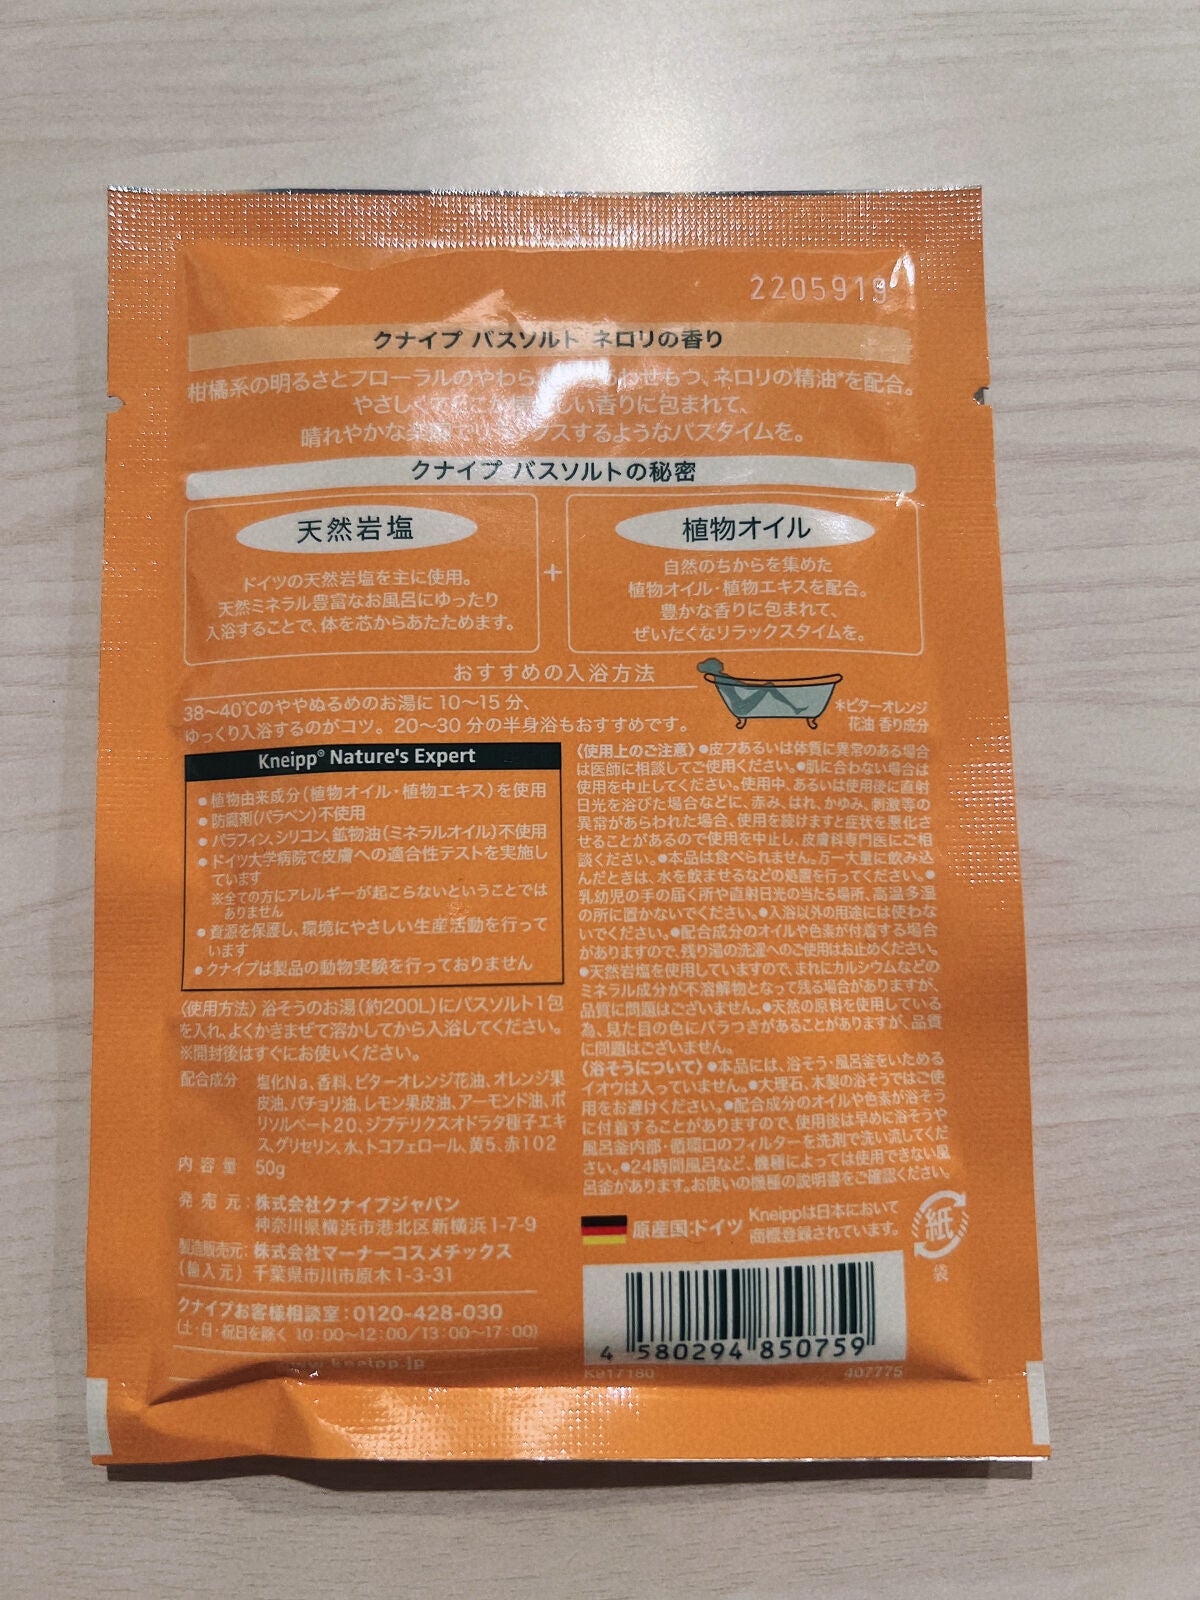 2205919
クナイプ バスソルト ネロリの香り
柑橘系の明るさとフローラルのやわら わせもつ、ネロリの精油*を配合。
やさしく しい香りに包まれて、
晴れやかな楽園でリラックスするようなバスタイムを。
クナイプ バスソルトの秘密
天然岩塩
ドイツの天然岩塩を主に使用。
天然ミネラル豊富なお風呂にゆったり
入浴することで、体を芯からあたためます。
+
植物オイル
自然のちからを集めた
植物オイル・植物エキスを配合。
豊かな香りに包まれて、
ぜいたくなリラックスタイムを。
おすすめの入浴方法
38〜40℃のややぬるめのお湯に 10〜15 分、
ゆっくり入浴するのがコツ。20〜30 分の半身浴もおすすめです。
*ビターオレンジ
花油 香り成分
Kneipp® Nature's Expert
●植物由来成分(植物オイル・植物エキス)を使用
●防腐剤(パラベン)不使用
●パラフィン、シリコン、鉱物油(ミネラルオイル)不使用
●ドイツ大学病院で皮膚への適合性テストを実施し
ています
※全ての方にアレルギーが起こらないということでは
ありません
●資源を保護し、環境にやさしい生産活動を行って
います
●クナイプは製品の動物実験を行っておりません
〈使用方法〉浴そうのお湯(約200L)にバスソルト1包
を入れ、よくかきまぜて溶かしてから入浴してください。
※開封後はすぐにお使いください。
配合成分 塩化Na、香料、ビターオレンジ花油、オレンジ果
皮油、パチョリ油、レモン果皮油、アーモンド油、ポ
リソルベート20、ジプテリクスオドラタ種子エキ
ス、グリセリン、水、トコフェロール、黄5、赤102
内容量 50g
発売元:株式会社クナイプジャパン
神奈川県横浜市港北区新横浜1-7-9
製造販売元:株式会社マーナーコスメチックス
(輸入元) 千葉県市川市原木1-3-31
クナイプお客様相談室:0120-428-030
(土・日・祝日を除く 10:00〜12:00/13:00〜17:00)
www.kneipp.jp
〈使用上のご注意〉●皮フあるいは体質に異常のある場合
は医師に相談してご使用ください。●肌に合わない場合は
使用を中止してください。使用中、あるいは使用後に直射
日光を浴びた場合などに、赤み、はれ、かゆみ、刺激等の
異常があらわれた場合、使用を続けますと症状を悪化さ
せることがあるので使用を中止し、皮膚科専門医にご相
談ください。●本品は食べられません。万一大量に飲み込
んだときは、水を飲ませるなどの処置を行ってください。●
乳幼児の手の届く所や直射日光の当たる場所、高温多湿
の所に置かないでください。●入浴以外の用途には使わな
いでください。●配合成分のオイルや色素が付着する場合
がありますので、残り湯の洗濯へのご使用はお止めください。
●天然岩塩を使用していますので、まれにカルシウムなどの
ミネラル成分が不溶解物となって残る場合がありますが、
品質に問題はございません。●天然の原料を使用している
為、見た目の色にバラつきがあることがありますが、品質
に問題はございません。
〈浴そうについて〉●本品には、浴そう・風呂釜をいためる
イオウは入っていません。●大理石、木製の浴そうではご使
用をお避けください。●配合成分のオイルや色素が浴そう
に付着することがありますので、使用後は早めに浴そうや
風呂釜内部・循環口のフィルターを洗剤で洗い流してくだ
さい。●24時間風呂など、機種によっては使用できない風
呂釜があります。お使いの機種の説明書をご確認ください。
原産国:ドイツ
Kneippは日本において
商標登録されています。
紙
袋
4 580294 850759
K917180 407775